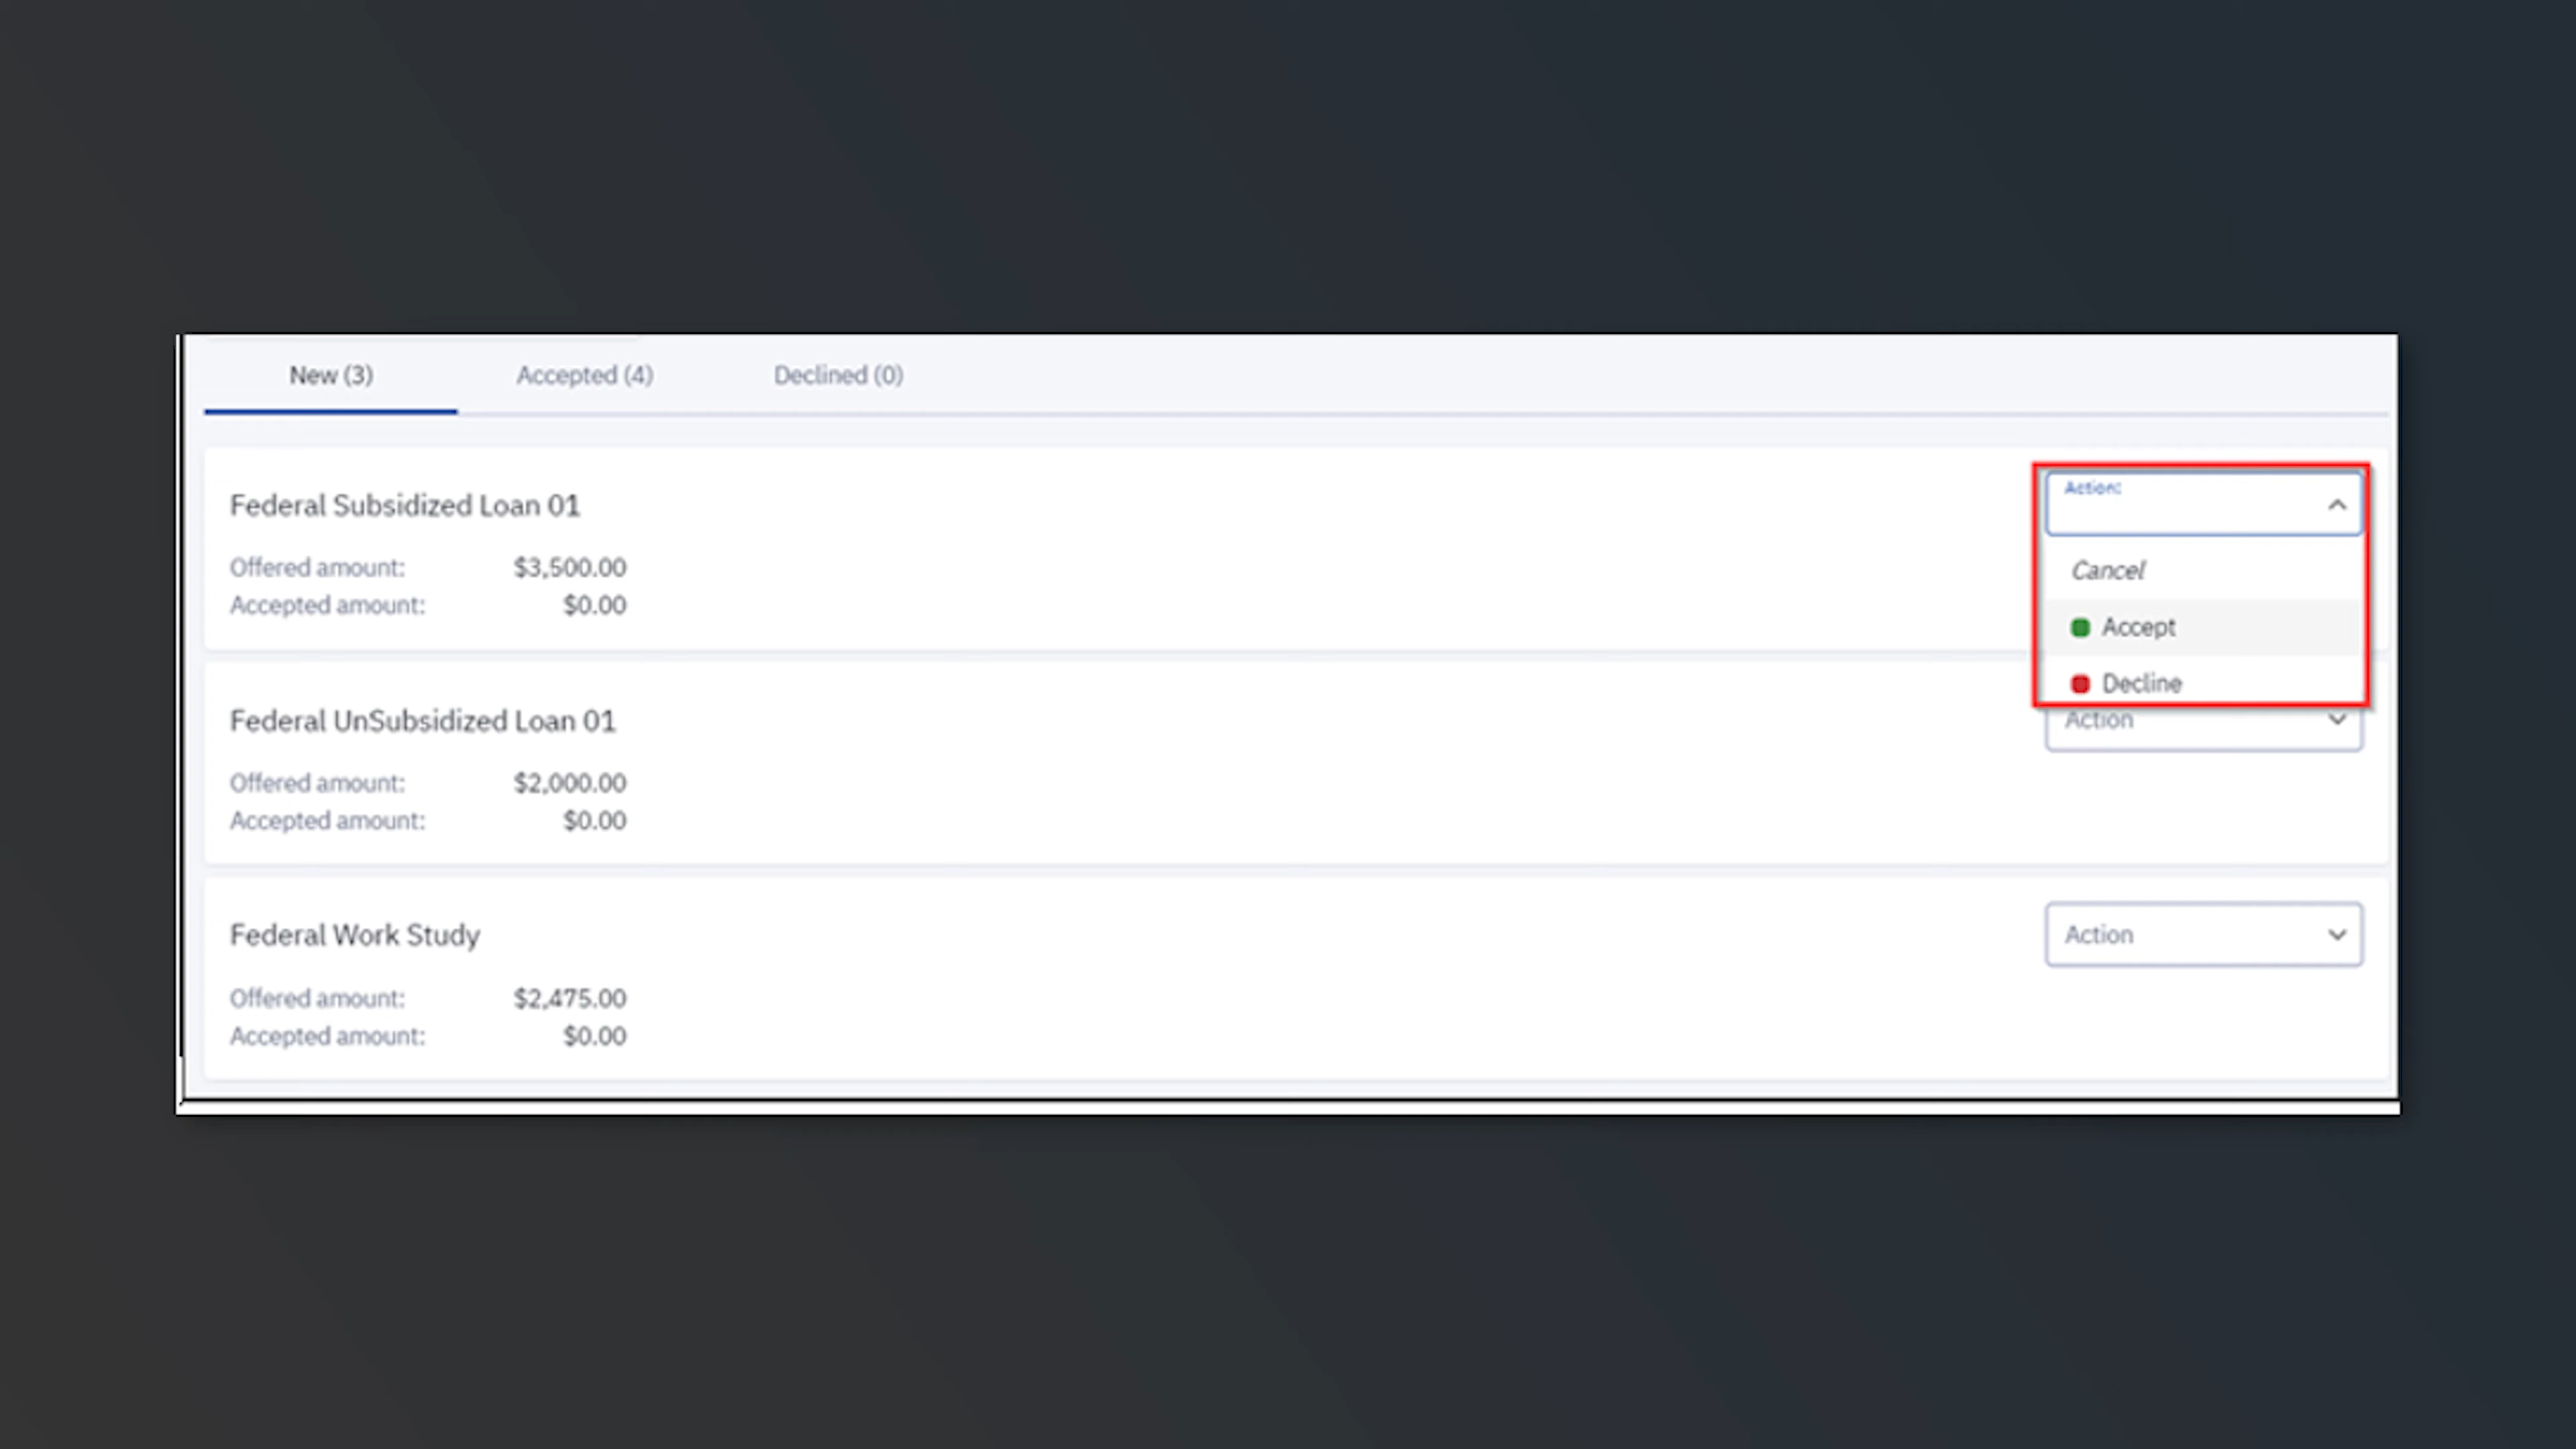 New (3) Accepted (4) Declined (0)
Federal Subsidized Loan 01
Action:
Offered amount: $3,500.00
Cancel
Accepted amount: $0.00
Accept
Decline
Federal UnSubsidized Loan 01
Action
Offered amount: $2,000.00
Accepted amount: $0.00
Federal Work Study
Action
Offered amount: $2,475.00
Accepted amount: $0.00